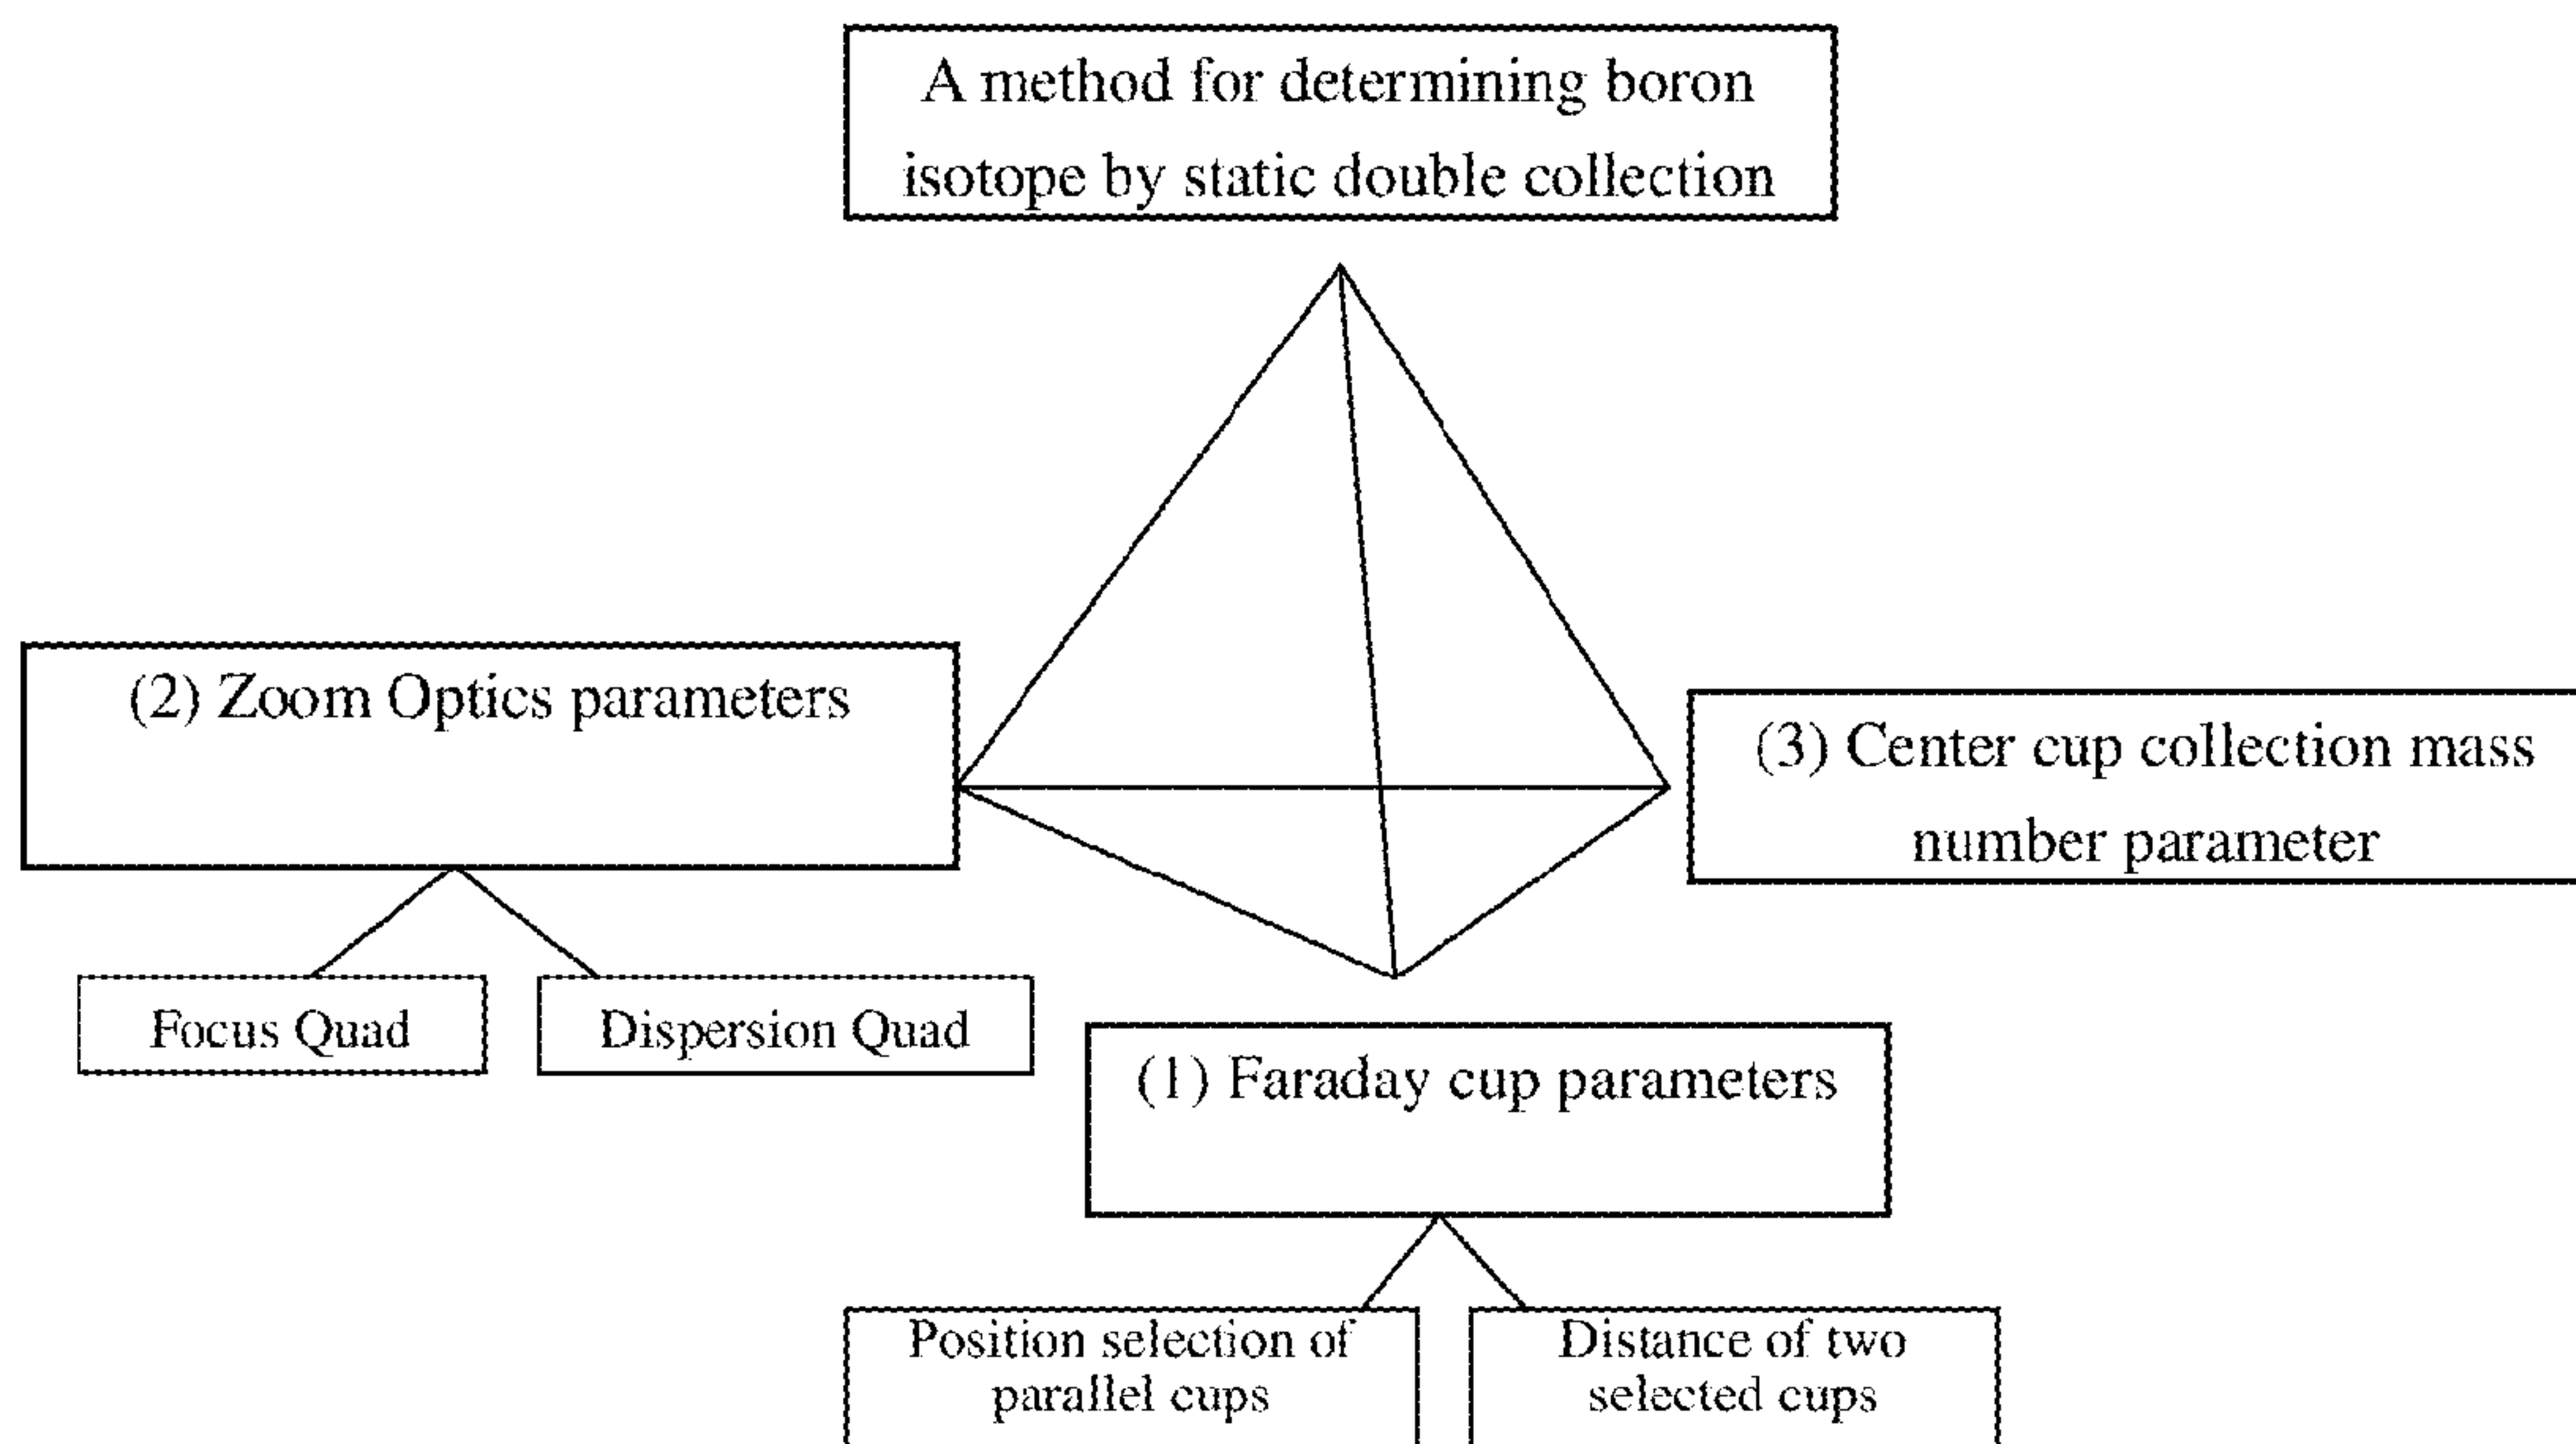 A method for determining boron
isotope by static double collection
(2) Zoom Optics parameters
(3) Center cup collection mass
number parameter
Focus Quad
Dispersion Quad
(1) Faraday cup parameters
Position selection of
parallel cups
Distance of two
selected cups